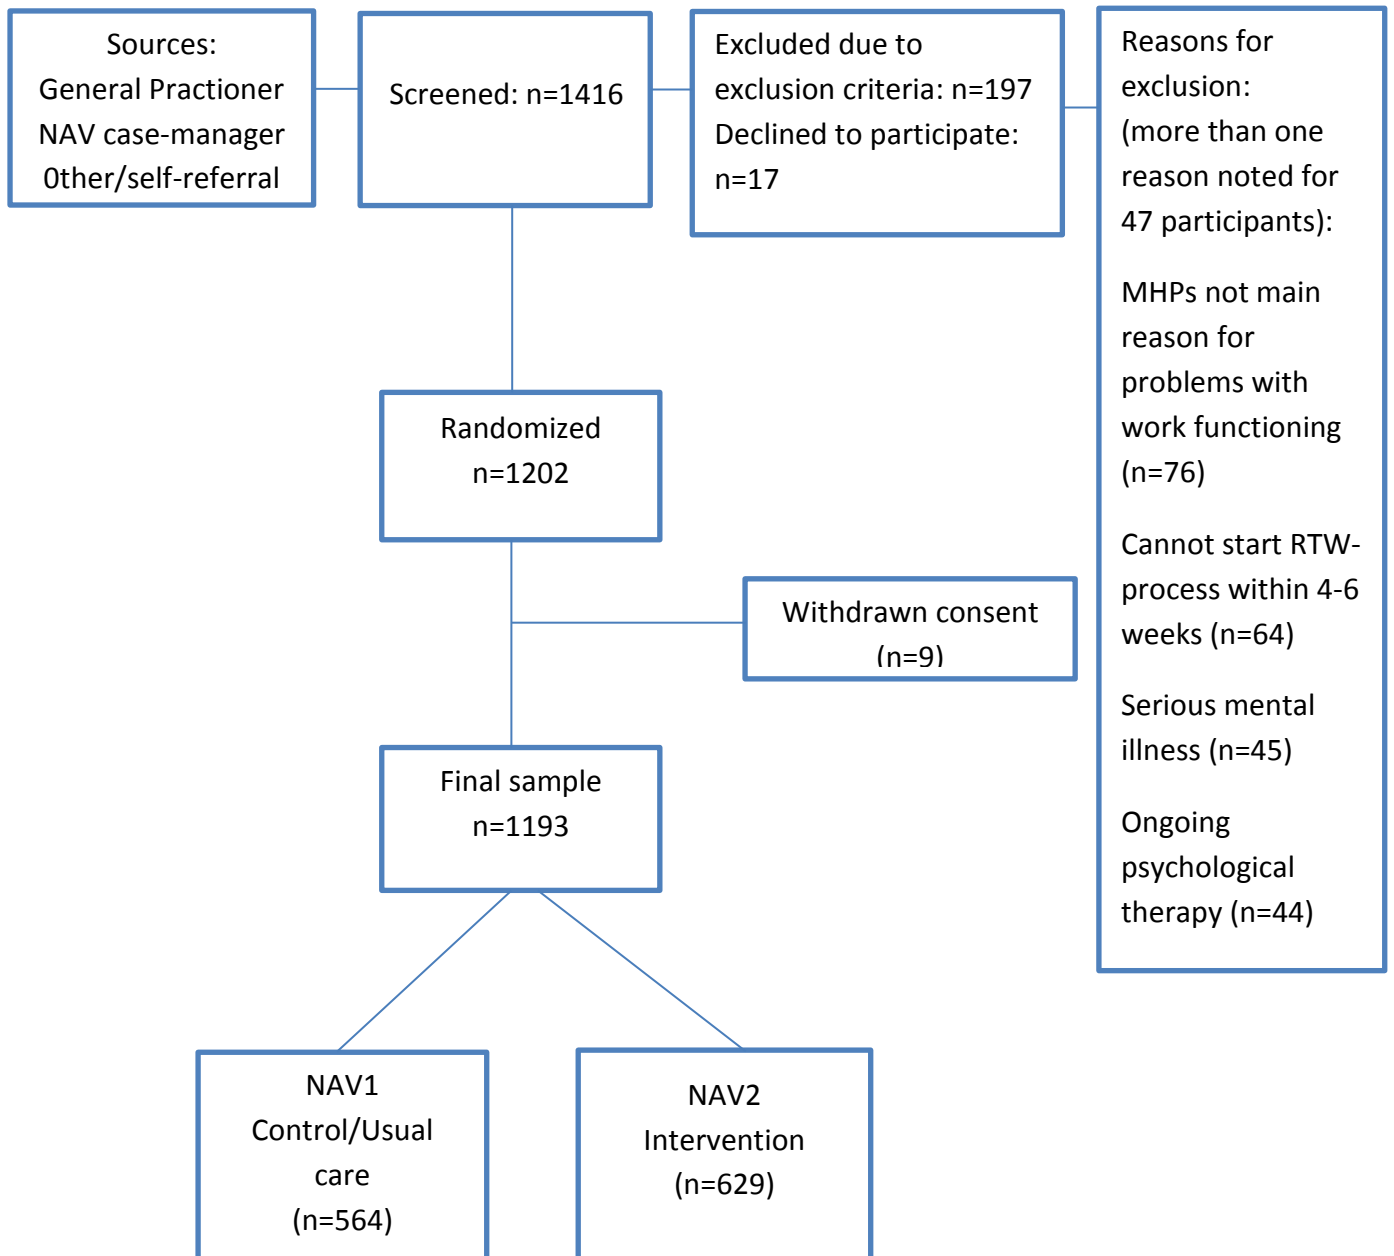 Sources:
General Practioner
NAV case-manager
0ther/self-referral
Screened: n=1416
Excluded due to
exclusion criteria: n=197
Declined to participate:
n=17
Reasons for
exclusion:
(more than one
reason noted for
47 participants):
MHPs not main
reason for
problems with
work functioning
(n=76)
Cannot start RTW-
process within 4-6
weeks (n=64)
Serious mental
illness (n=45)
Ongoing
psychological
therapy (n=44)
Randomized
n=1202
Withdrawn consent
(n=9)
Final sample
n=1193
NAV1
Control/Usual
care
(n=564)
NAV2
Intervention
(n=629)